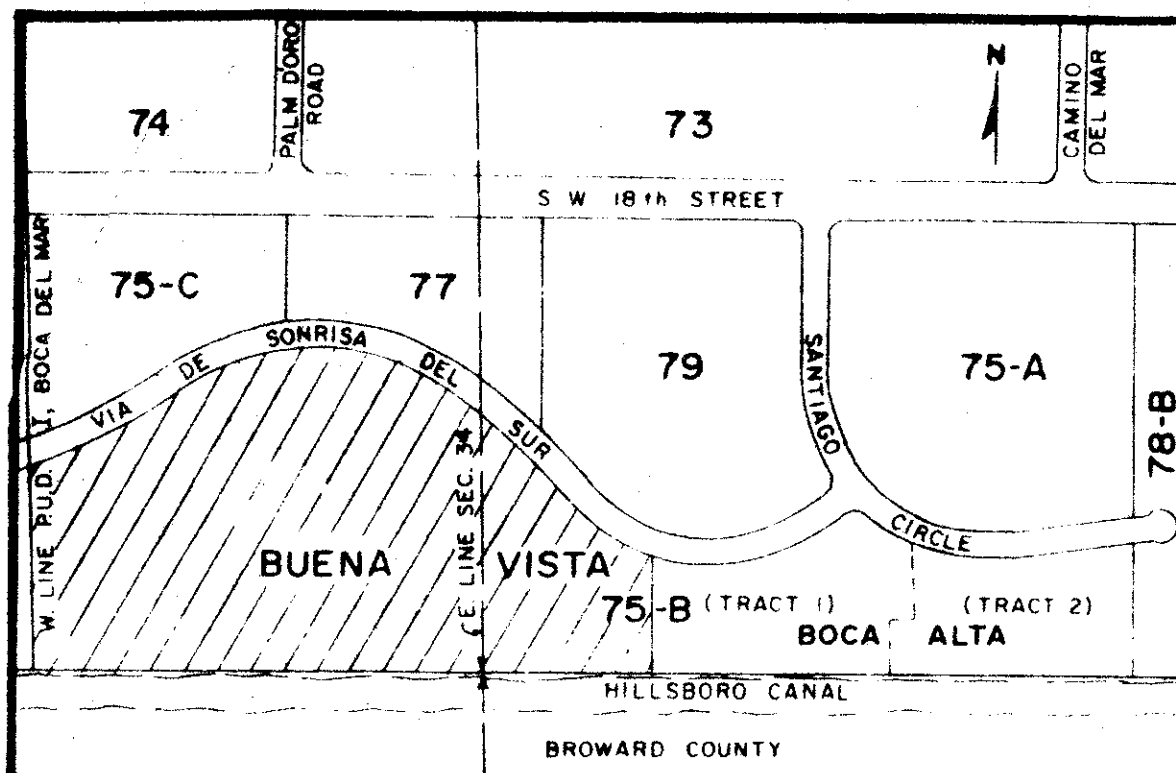 74
PALM D'ORO
ROAD
73
N
CAMINO
DEL MAR
S W 18th STREET
W. LINE P.U.D. I, BOCA DEL MAR
75-C
77
79
SANTIAGO
CIRCLE
75-A
78-B
VIA DE SONRISA DEL SUR
E. LINE SEC. 34
BUENA VISTA
75-B (TRACT 1)
(TRACT 2)
BOCA ALTA
HILLSBORO CANAL
BROWARD COUNTY